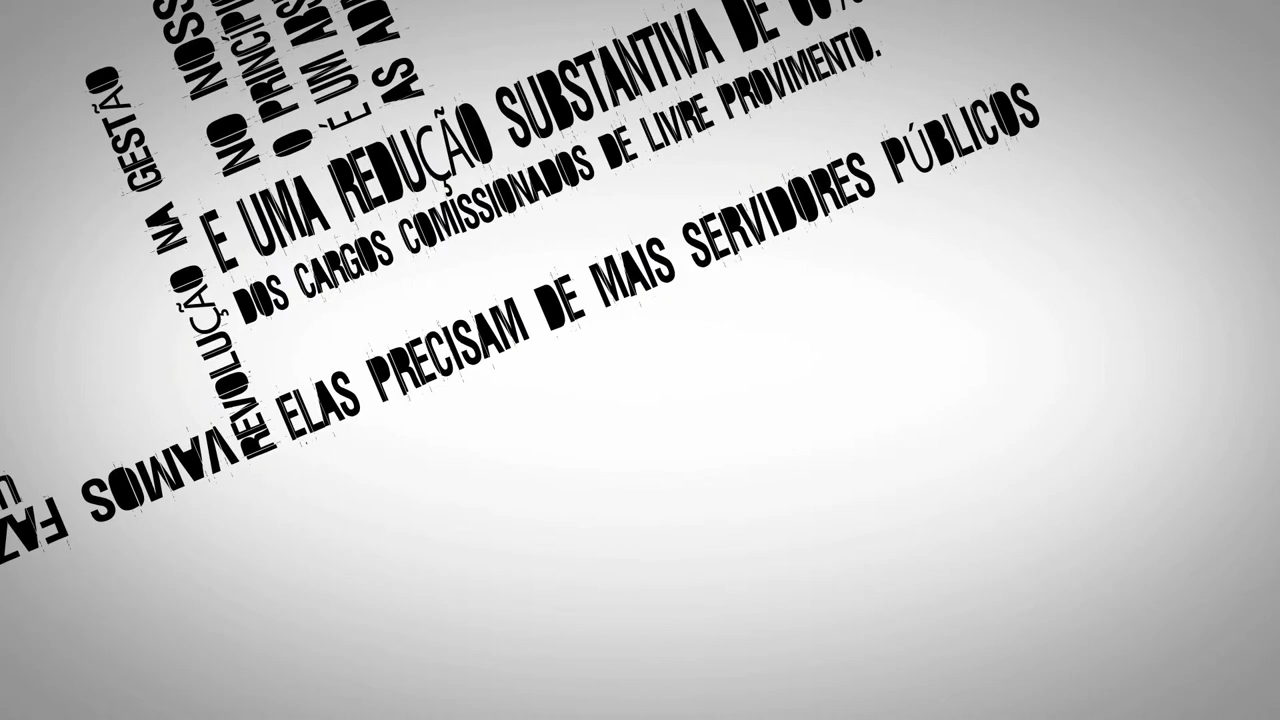 NO NOSS
O PRINCÍPI
É UM ABS
AS AD
REVOLUÇÃO NA GESTÃO
E UMA REDUÇÃO SUBSTANTIVA DE
DOS CARGOS COMISSIONADOS DE LIVRE PROVIMENTO.
ELAS PRECISAM DE MAIS SERVIDORES PÚBLICOS
VAMOS FAZ